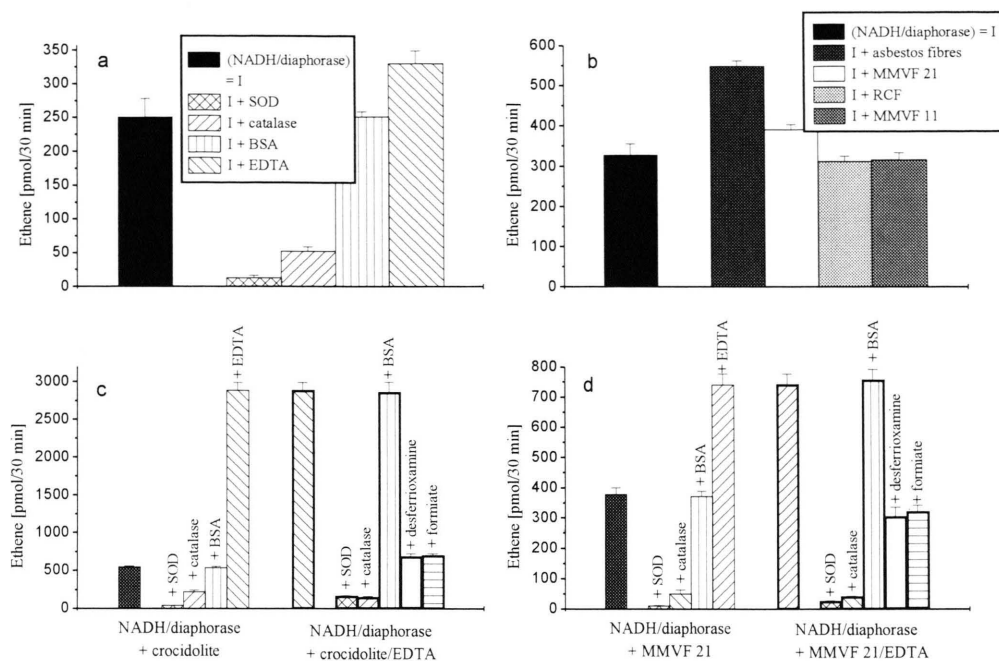 a
350
300
250
200
150
100
50
0
Ethene [pmol/30 min]
(NADH/diaphorase)
= I
I + SOD
I + catalase
I + BSA
I + EDTA
b
600
500
400
300
200
100
0
Ethene [pmol/30 min]
(NADH/diaphorase) = I
I + asbestos fibres
I + MMVF 21
I + RCF
I + MMVF 11
c
3000
2500
2000
1500
1000
500
0
Ethene [pmol/30 min]
+ SOD
+ catalase
+ BSA
+ EDTA
+ SOD
+ catalase
+ BSA
+ desferrioxamine
+ formiate
NADH/diaphorase
+ crocidolite
NADH/diaphorase
+ crocidolite/EDTA
d
800
700
600
500
400
300
200
100
0
Ethene [pmol/30 min]
+ SOD
+ catalase
+ BSA
+ EDTA
+ SOD
+ catalase
+ BSA
+ desferrioxamine
+ formiate
NADH/diaphorase
+ MMVF 21
NADH/diaphorase
+ MMVF 21/EDTA